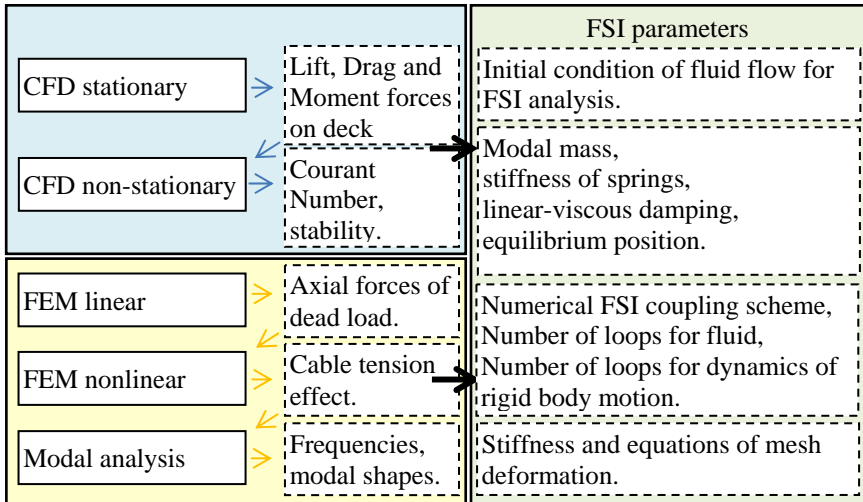 CFD stationary
Lift, Drag and
Moment forces
on deck
CFD non-stationary
Courant
Number,
stability.
FEM linear
Axial forces of
dead load.
FEM nonlinear
Cable tension
effect.
Modal analysis
Frequencies,
modal shapes.
FSI parameters
Initial condition of fluid flow for
FSI analysis.
Modal mass,
stiffness of springs,
linear-viscous damping,
equilibrium position.
Numerical FSI coupling scheme,
Number of loops for fluid,
Number of loops for dynamics of
rigid body motion.
Stiffness and equations of mesh
deformation.